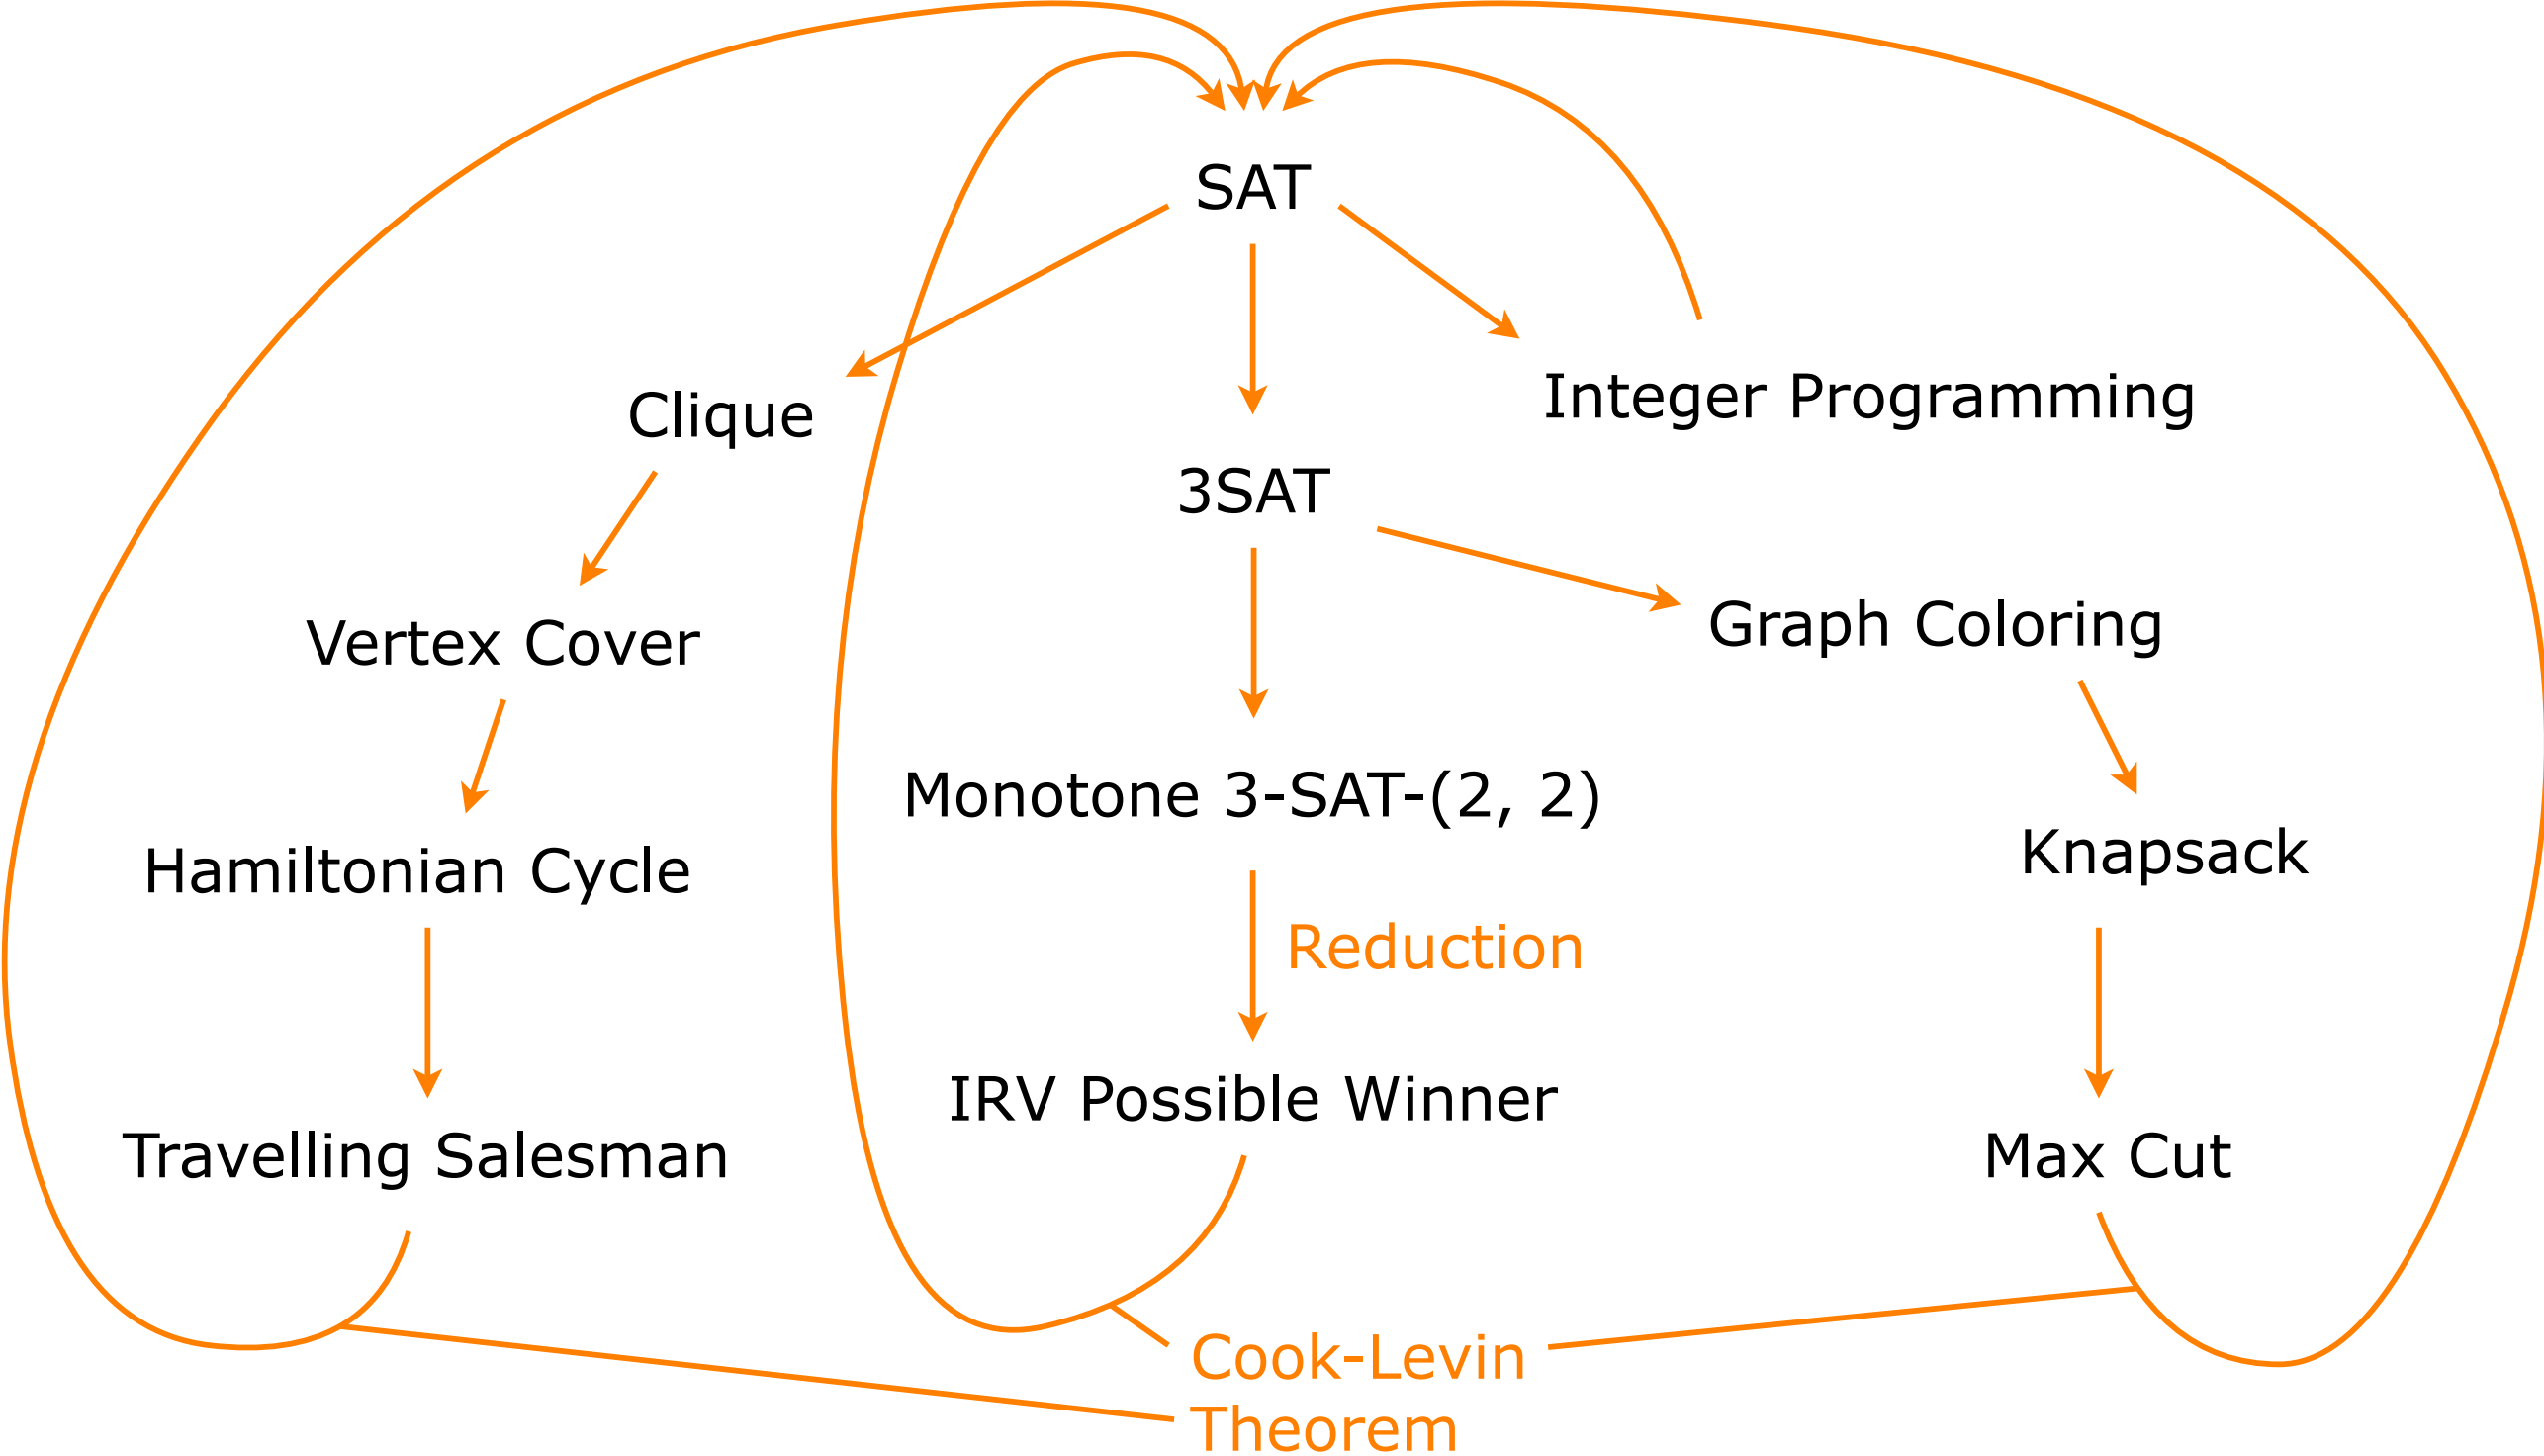 SAT
Clique
Integer Programming
3SAT
Vertex Cover
Graph Coloring
Monotone 3-SAT-(2, 2)
Hamiltonian Cycle
Knapsack
Reduction
IRV Possible Winner
Travelling Salesman
Max Cut
Cook-Levin
Theorem